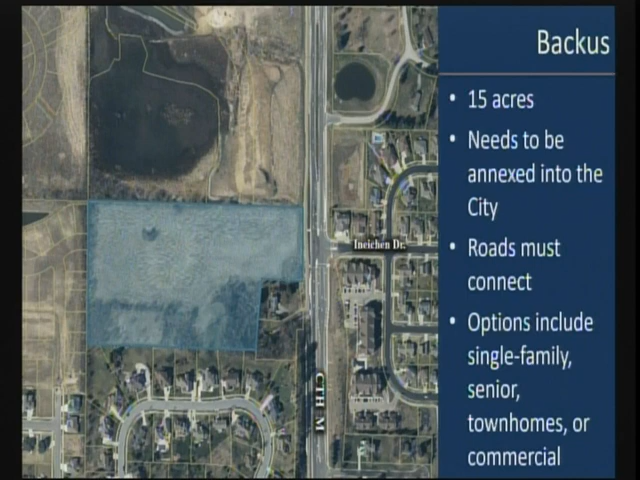 Backus
• 15 acres
• Needs to be
annexed into the
City
• Roads must
connect
• Options include
single-family,
senior,
townhomes, or
commercial
Ineichen Dr.
CTH M